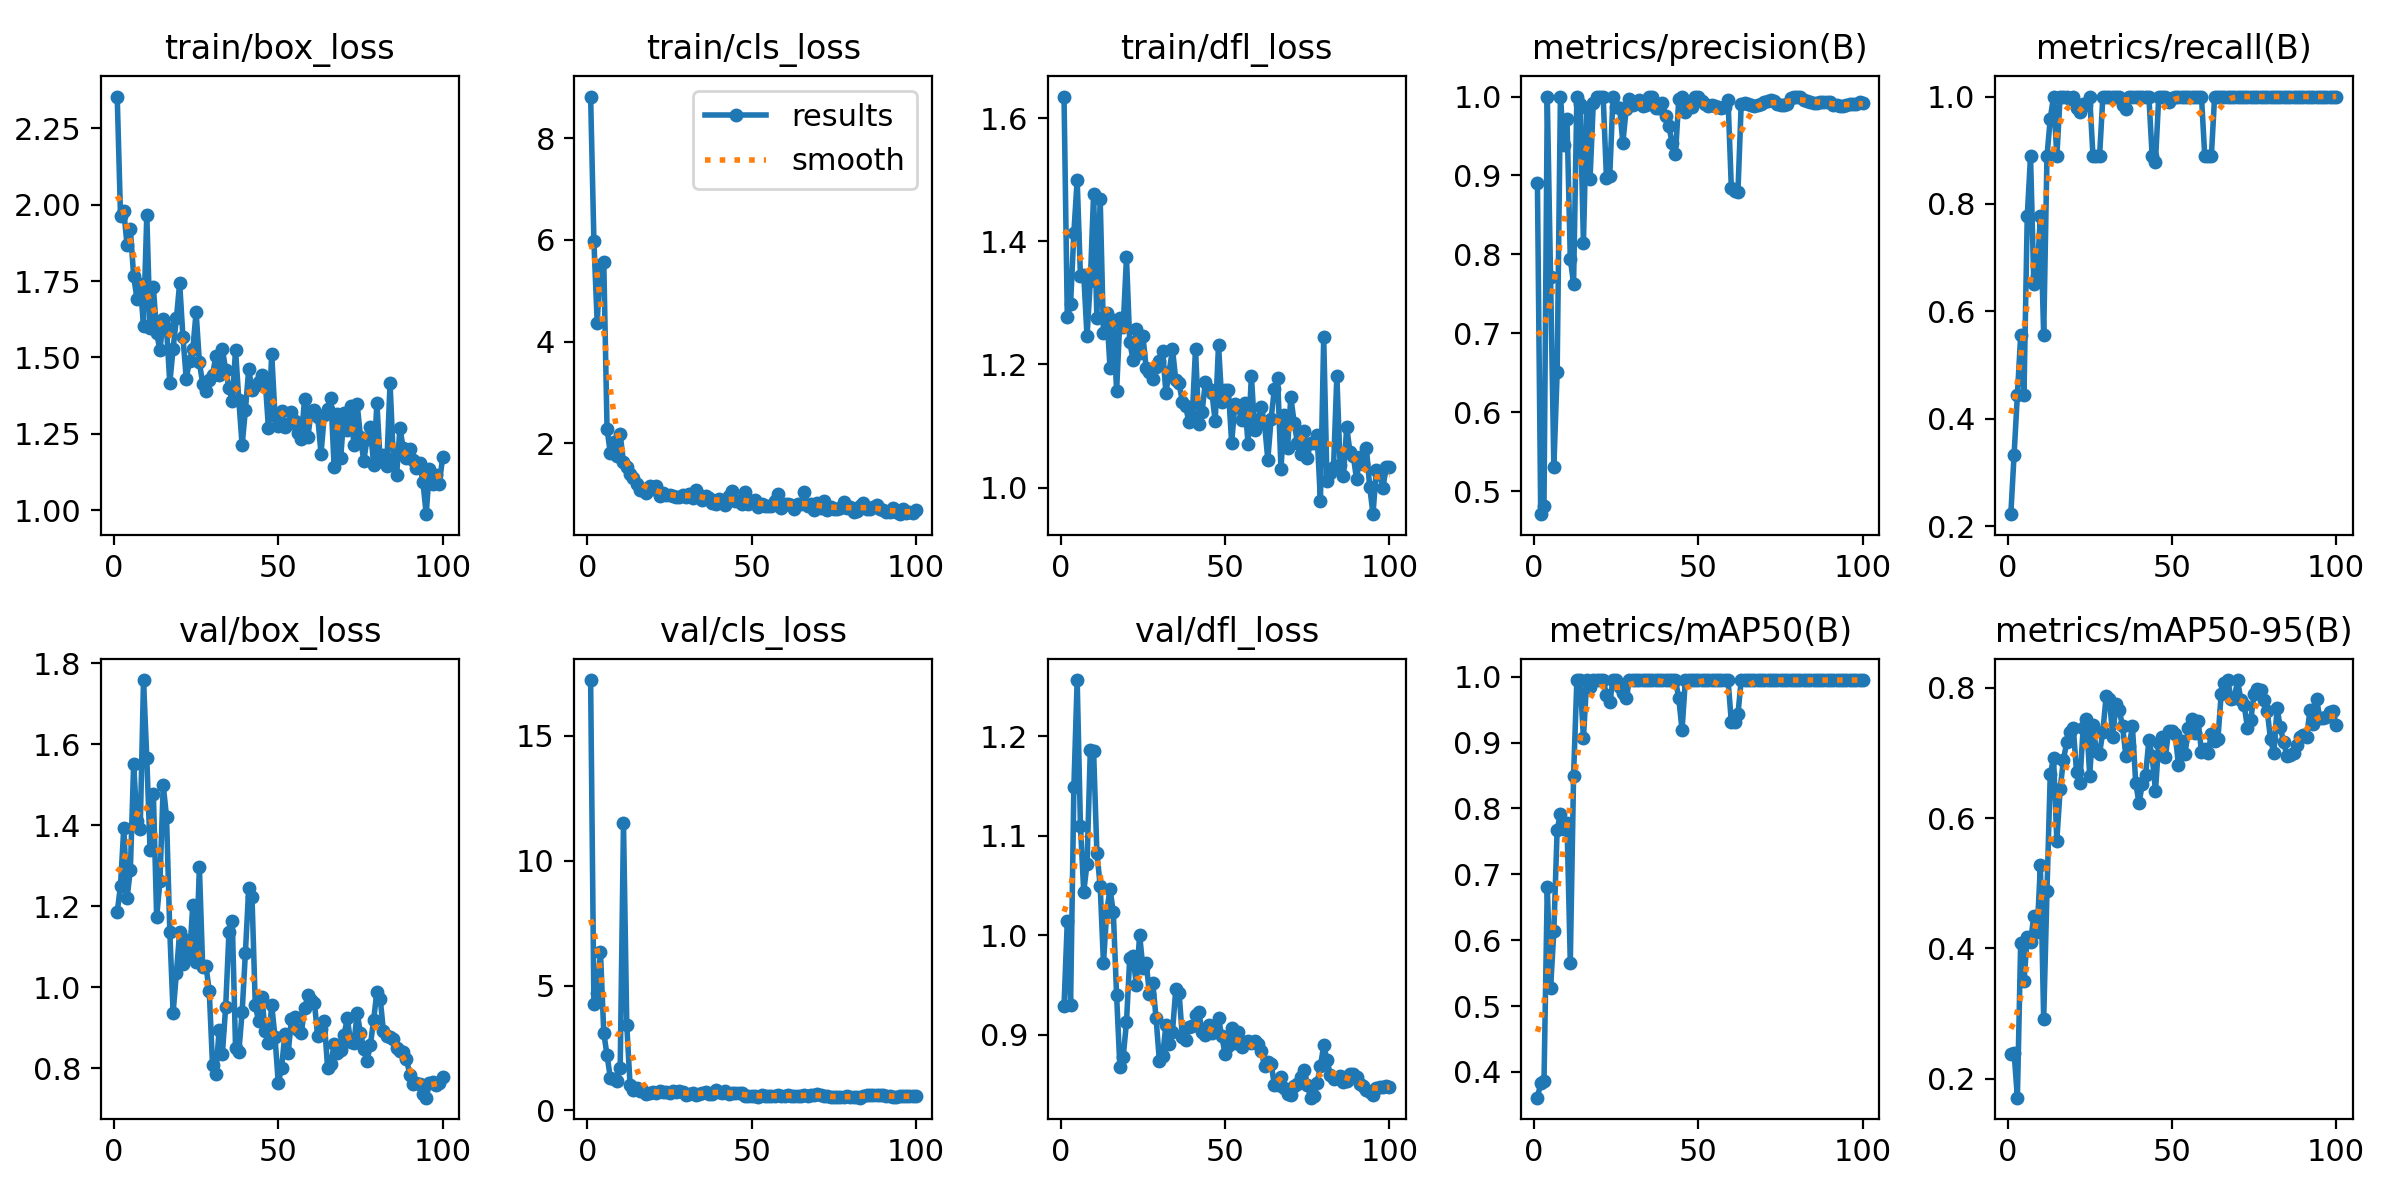 train/box_loss
2.25
2.00
1.75
1.50
1.25
1.00
0 50 100
train/cls_loss
results
smooth
8
6
4
2
0 50 100
train/dfl_loss
1.6
1.4
1.2
1.0
0 50 100
metrics/precision(B)
1.0
0.9
0.8
0.7
0.6
0.5
0 50 100
metrics/recall(B)
1.0
0.8
0.6
0.4
0.2
0 50 100
val/box_loss
1.8
1.6
1.4
1.2
1.0
0.8
0 50 100
val/cls_loss
15
10
5
0
0 50 100
val/dfl_loss
1.2
1.1
1.0
0.9
0 50 100
metrics/mAP50(B)
1.0
0.9
0.8
0.7
0.6
0.5
0.4
0 50 100
metrics/mAP50-95(B)
0.8
0.6
0.4
0.2
0 50 100